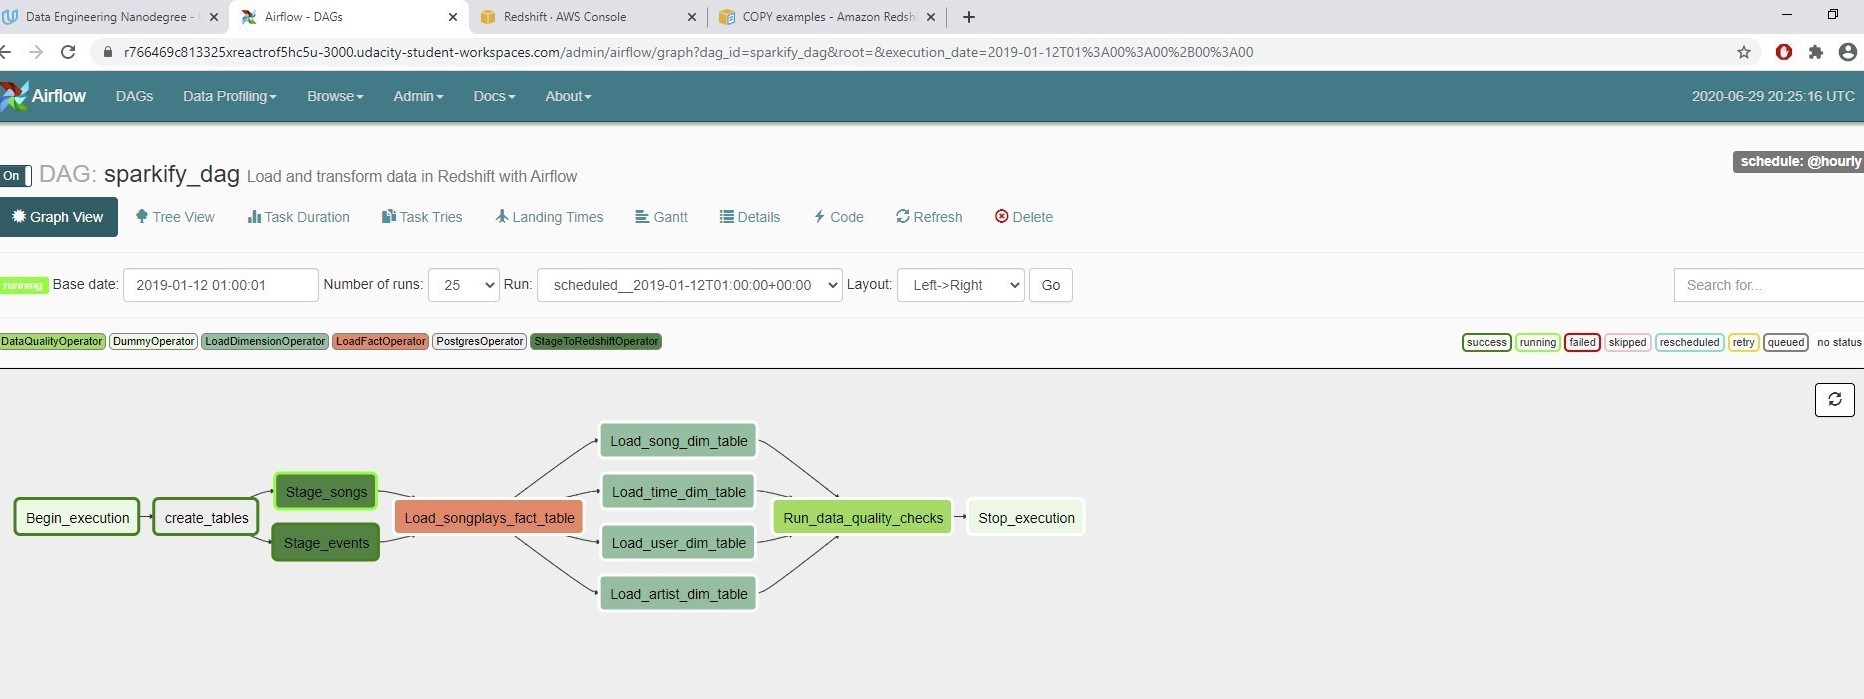 Data Engineering Nanodegree -
Airflow - DAGs
Redshift · AWS Console
COPY examples - Amazon Redsh
r766469c813325xreactrof5hc5u-3000.udacity-student-workspaces.com/admin/airflow/graph?dag_id=sparkify_dag&root=&execution_date=2019-01-12T01%3A00%3A00%2B00%3A00
Airflow DAGs Data Profiling Browse Admin Docs About 2020-06-29 20:25:16 UTC
schedule: @hourly
On DAG: sparkify_dag Load and transform data in Redshift with Airflow
Graph View Tree View Task Duration Task Tries Landing Times Gantt Details Code Refresh Delete
running Base date: 2019-01-12 01:00:01 Number of runs: 25 Run: scheduled__2019-01-12T01:00:00+00:00 Layout: Left->Right Go Search for...
DataQualityOperator DummyOperator LoadDimensionOperator LoadFactOperator PostgresOperator StageToRedshiftOperator success running failed skipped rescheduled retry queued no status
Begin_execution
create_tables
Stage_songs
Stage_events
Load_songplays_fact_table
Load_song_dim_table
Load_time_dim_table
Load_user_dim_table
Load_artist_dim_table
Run_data_quality_checks
Stop_execution